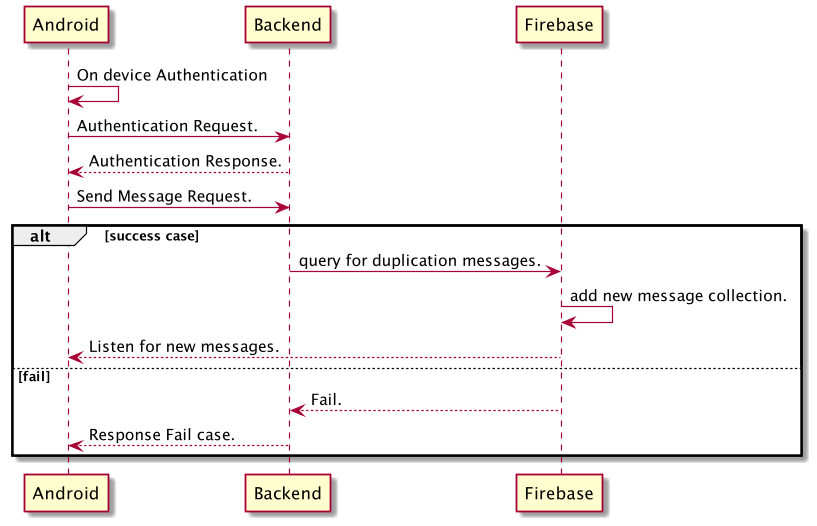 Android Backend Firebase
On device Authentication
Authentication Request.
Authentication Response.
Send Message Request.
alt [success case]
query for duplication messages.
add new message collection.
Listen for new messages.
[fail]
Fail.
Response Fail case.
Android Backend Firebase